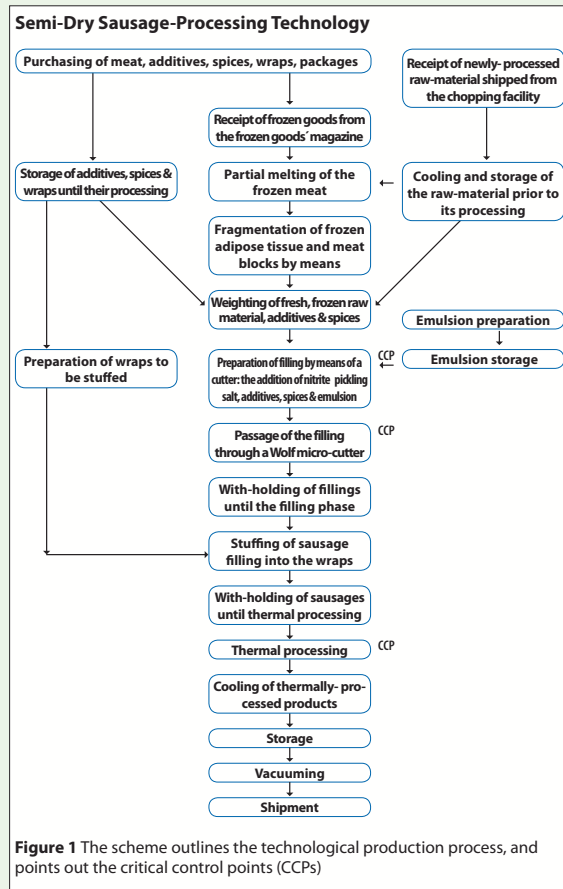 Semi-Dry Sausage-Processing Technology
Purchasing of meat, additives, spices, wraps, packages
Receipt of newly- processed
raw-material shipped from
the chopping facility
Receipt of frozen goods from
the frozen goods´ magazine
Storage of additives, spices &
wraps until their processing
Partial melting of the
frozen meat
Cooling and storage of
the raw-material prior to
its processing
Fragmentation of frozen
adipose tissue and meat
blocks by means
Weighting of fresh, frozen raw
material, additives & spices
Emulsion preparation
Emulsion storage
Preparation of wraps to
be stuffed
Preparation of filling by means of a
cutter: the addition of nitrite pickling
salt, additives, spices & emulsion
CCP
Passage of the filling
through a Wolf micro-cutter
CCP
With-holding of fillings
until the filling phase
Stuffing of sausage
filling into the wraps
With-holding of sausages
until thermal processing
Thermal processing
CCP
Cooling of thermally- pro-
cessed products
Storage
Vacuuming
Shipment
Figure 1 The scheme outlines the technological production process, and
points out the critical control points (CCPs)